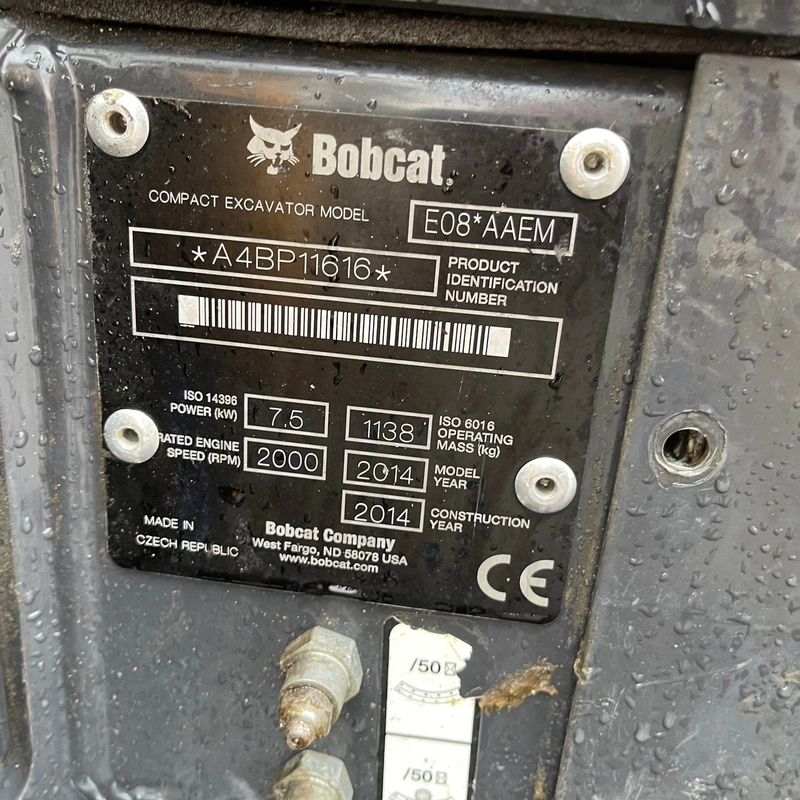 Bobcat.
COMPACT EXCAVATOR MODEL E08*AAEM
*A4BP11616* PRODUCT
IDENTIFICATION
NUMBER
ISO 14396
POWER (kW) 7.5
1138 ISO 6016
OPERATING
MASS (kg)
RATED ENGINE
SPEED (RPM) 2000
2014 MODEL
YEAR
2014 CONSTRUCTION
YEAR
MADE IN
CZECH REPUBLIC
Bobcat Company
West Fargo, ND 58078 USA
www.bobcat.com
CE
/50
/50